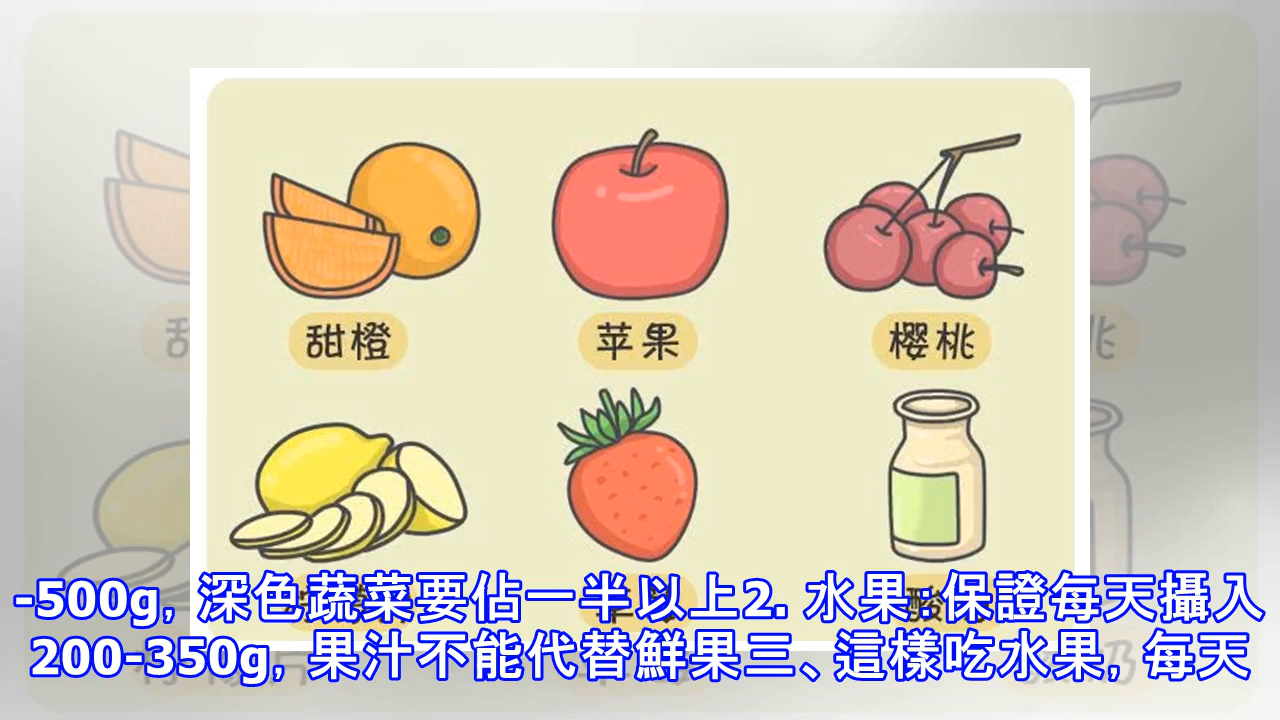 甜橙
苹果
樱桃
-500g, 深色蔬菜要佔一半以上2. 水果: 保證每天攝入
200-350g, 果汁不能代替鮮果三、這樣吃水果, 每天